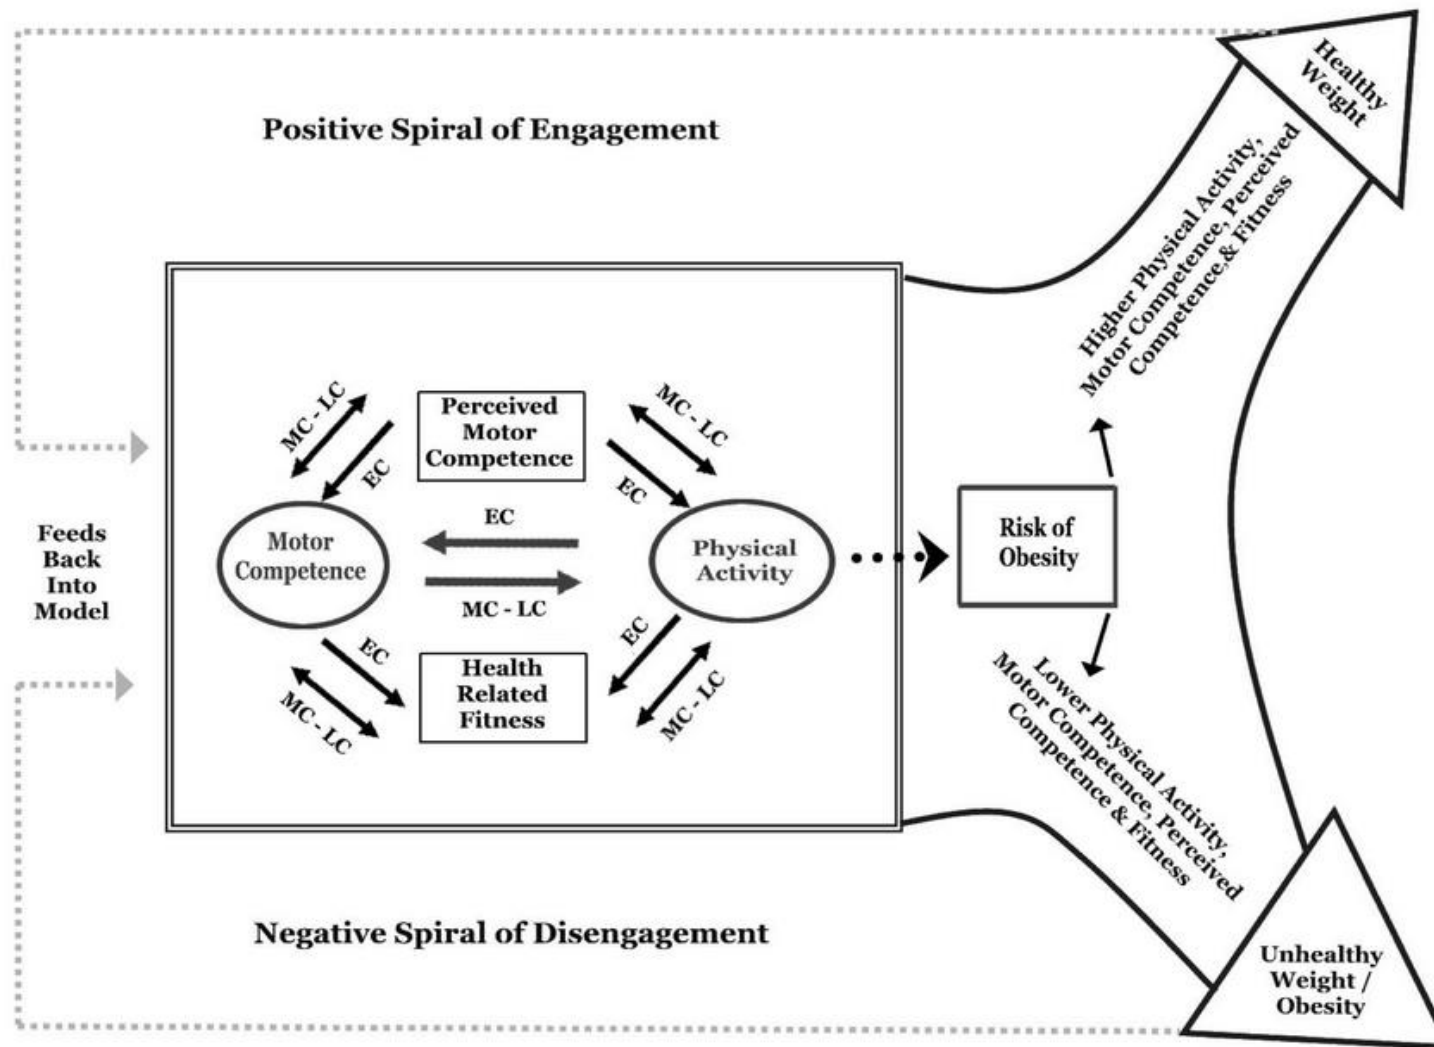 Healthy
Weight
Positive Spiral of Engagement
Higher Physical Activity,
Motor Competence, Perceived
Competence,& Fitness
MC - LC
EC
Perceived
Motor
Competence
MC - LC
EC
Feeds
Back
Into
Model
Motor
Competence
EC
MC - LC
Physical
Activity
Risk of
Obesity
EC
MC - LC
Health
Related
Fitness
EC
MC - LC
Lower Physical Activity,
Motor Competence, Perceived
Competence & Fitness
Negative Spiral of Disengagement
Unhealthy
Weight /
Obesity